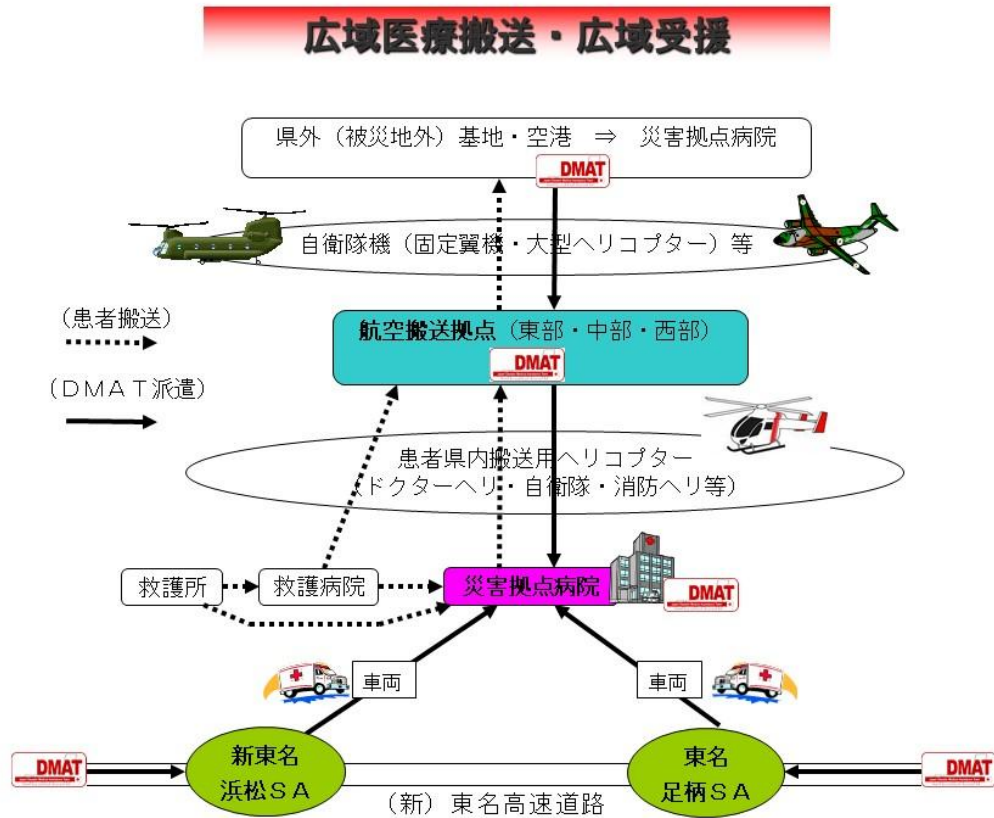 広域医療搬送・広域受援
県外（被災地外）基地・空港 ⇒ 災害拠点病院
DMAT
自衛隊機（固定翼機・大型ヘリコプター）等
（患者搬送）
航空搬送拠点（東部・中部・西部）
DMAT
（ＤＭＡＴ派遣）
患者県内搬送用ヘリコプター
（ドクターヘリ・自衛隊・消防ヘリ等）
救護所
救護病院
災害拠点病院
DMAT
車両
車両
DMAT
新東名
浜松ＳＡ
東名
足柄ＳＡ
DMAT
（新）東名高速道路